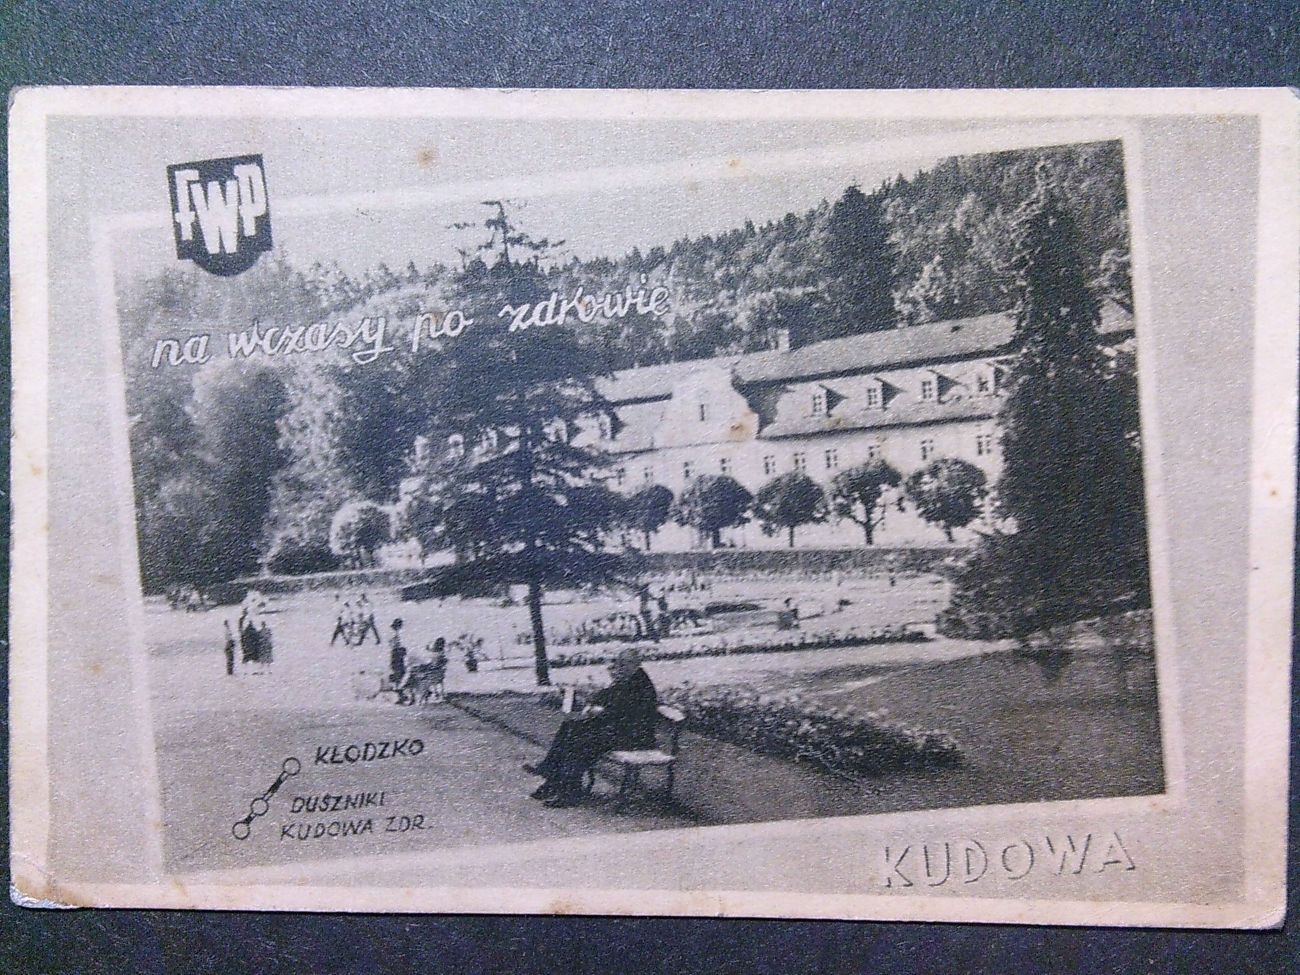 FWP
na wczasy po zdrowie
KŁODZKO
DUSZNIKI
KUDOWA ZDR.
KUDOWA